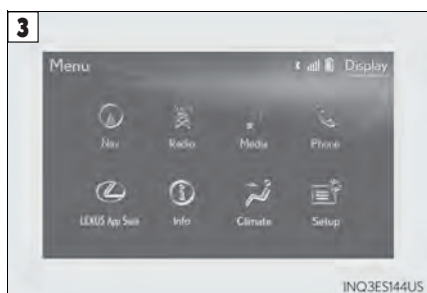 3
Menu Display
Nav Radio Media Phone
LEXUS App Suite Info Climate Setup
INQ3ES144US